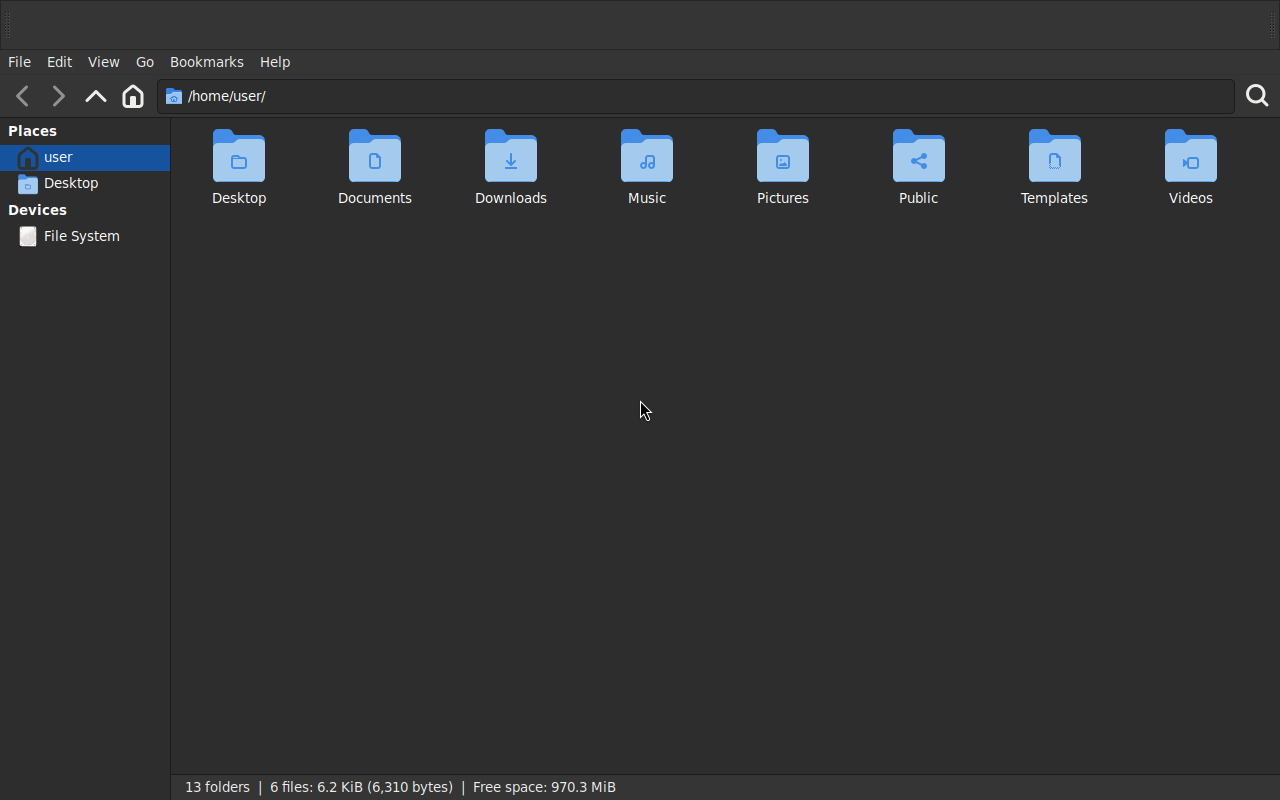 File Edit View Go Bookmarks Help
/home/user/
Places
user
Desktop
Devices
File System
Desktop Documents Downloads Music Pictures Public Templates Videos
13 folders | 6 files: 6.2 KiB (6,310 bytes) | Free space: 970.3 MiB